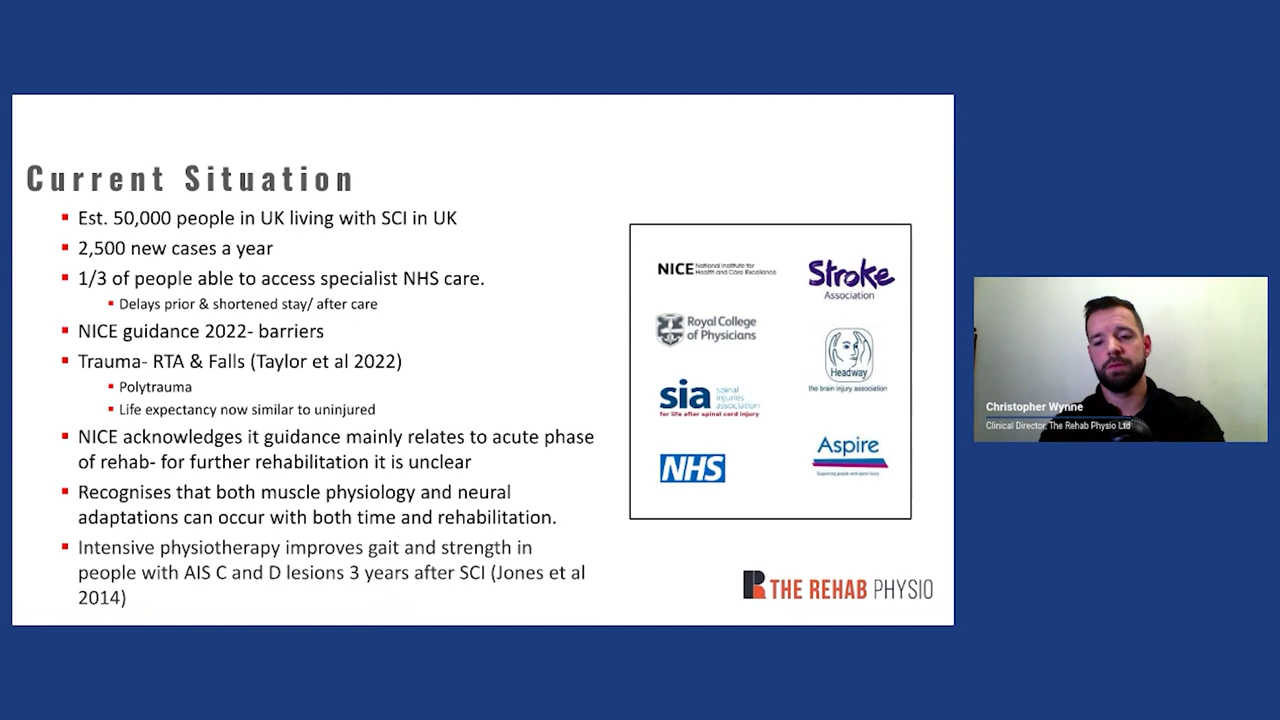 Current Situation
Est. 50,000 people in UK living with SCI in UK
2,500 new cases a year
1/3 of people able to access specialist NHS care.
Delays prior & shortened stay/ after care
NICE guidance 2022- barriers
Trauma- RTA & Falls (Taylor et al 2022)
Polytrauma
Life expectancy now similar to uninjured
NICE acknowledges it guidance mainly relates to acute phase
of rehab- for further rehabilitation it is unclear
Recognises that both muscle physiology and neural
adaptations can occur with both time and rehabilitation.
Intensive physiotherapy improves gait and strength in
people with AIS C and D lesions 3 years after SCI (Jones et al
2014)
NICE National Institute for
Health and Care Excellence
Stroke
Association
Royal College
of Physicians
Headway
the brain injury association
sia spinal
injuries
association
for life after spinal cord injury
Aspire
Supporting people with spinal injury
NHS
THE REHAB PHYSIO
Christopher Wynne
Clinical Director, The Rehab Physio Ltd